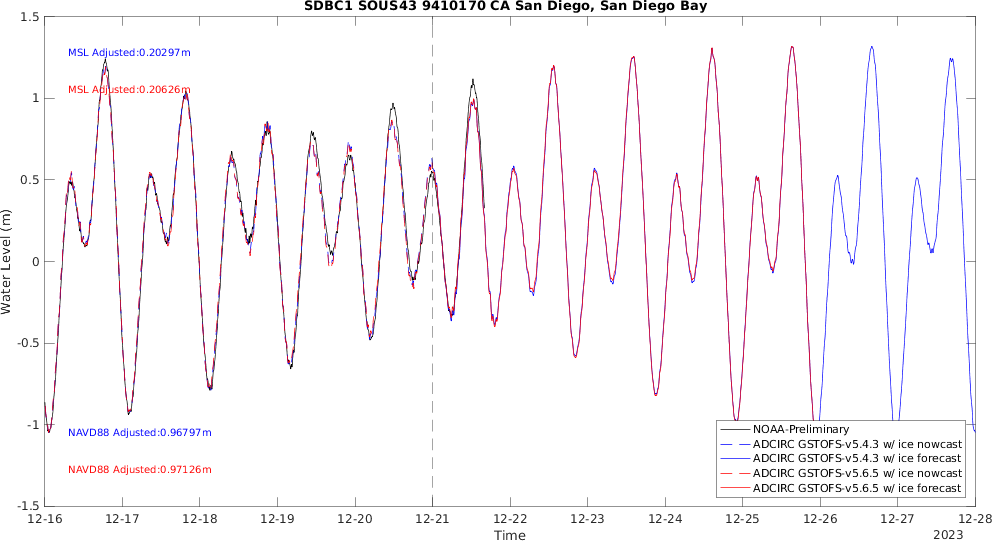 SDBC1 SOUS43 9410170 CA San Diego, San Diego Bay
1.5
MSL Adjusted:0.20297m
MSL Adjusted:0.20626m
1
0.5
0
-0.5
-1
-1.5
Water Level (m)
NAVD88 Adjusted:0.96797m
NAVD88 Adjusted:0.97126m
NOAA-Preliminary
ADCIRC GSTOFS-v5.4.3 w/ ice nowcast
ADCIRC GSTOFS-v5.4.3 w/ ice forecast
ADCIRC GSTOFS-v5.6.5 w/ ice nowcast
ADCIRC GSTOFS-v5.6.5 w/ ice forecast
12-16 12-17 12-18 12-19 12-20 12-21 12-22 12-23 12-24 12-25 12-26 12-27 12-28
Time
2023